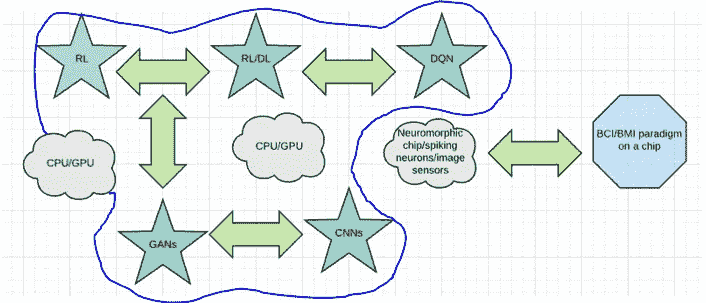 RL
RL/DL
DQN
CPU/GPU
CPU/GPU
Neuromorphic
chip/spiking
neurons/image
sensors
BCI/BMI paradigm
on a chip
GANs
CNNs